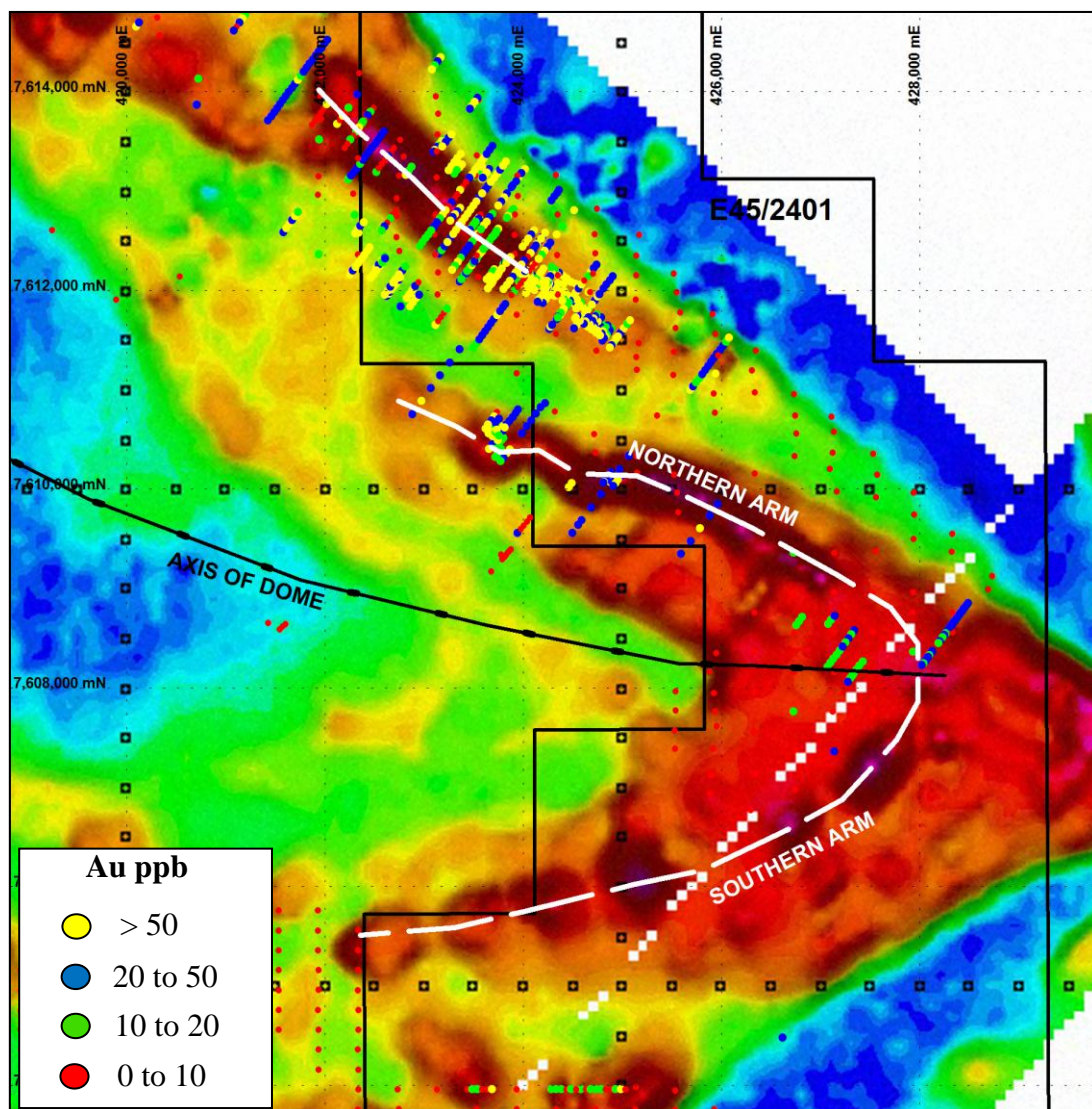 420,000 mE
422,000 mE
424,000 mE
426,000 mE
428,000 mE
7,614,000 mN
E45/2401
7,612,000 mN
NORTHERN ARM
7,610,000 mN
AXIS OF DOME
7,608,000 mN
SOUTHERN ARM
Au ppb
> 50
20 to 50
10 to 20
0 to 10